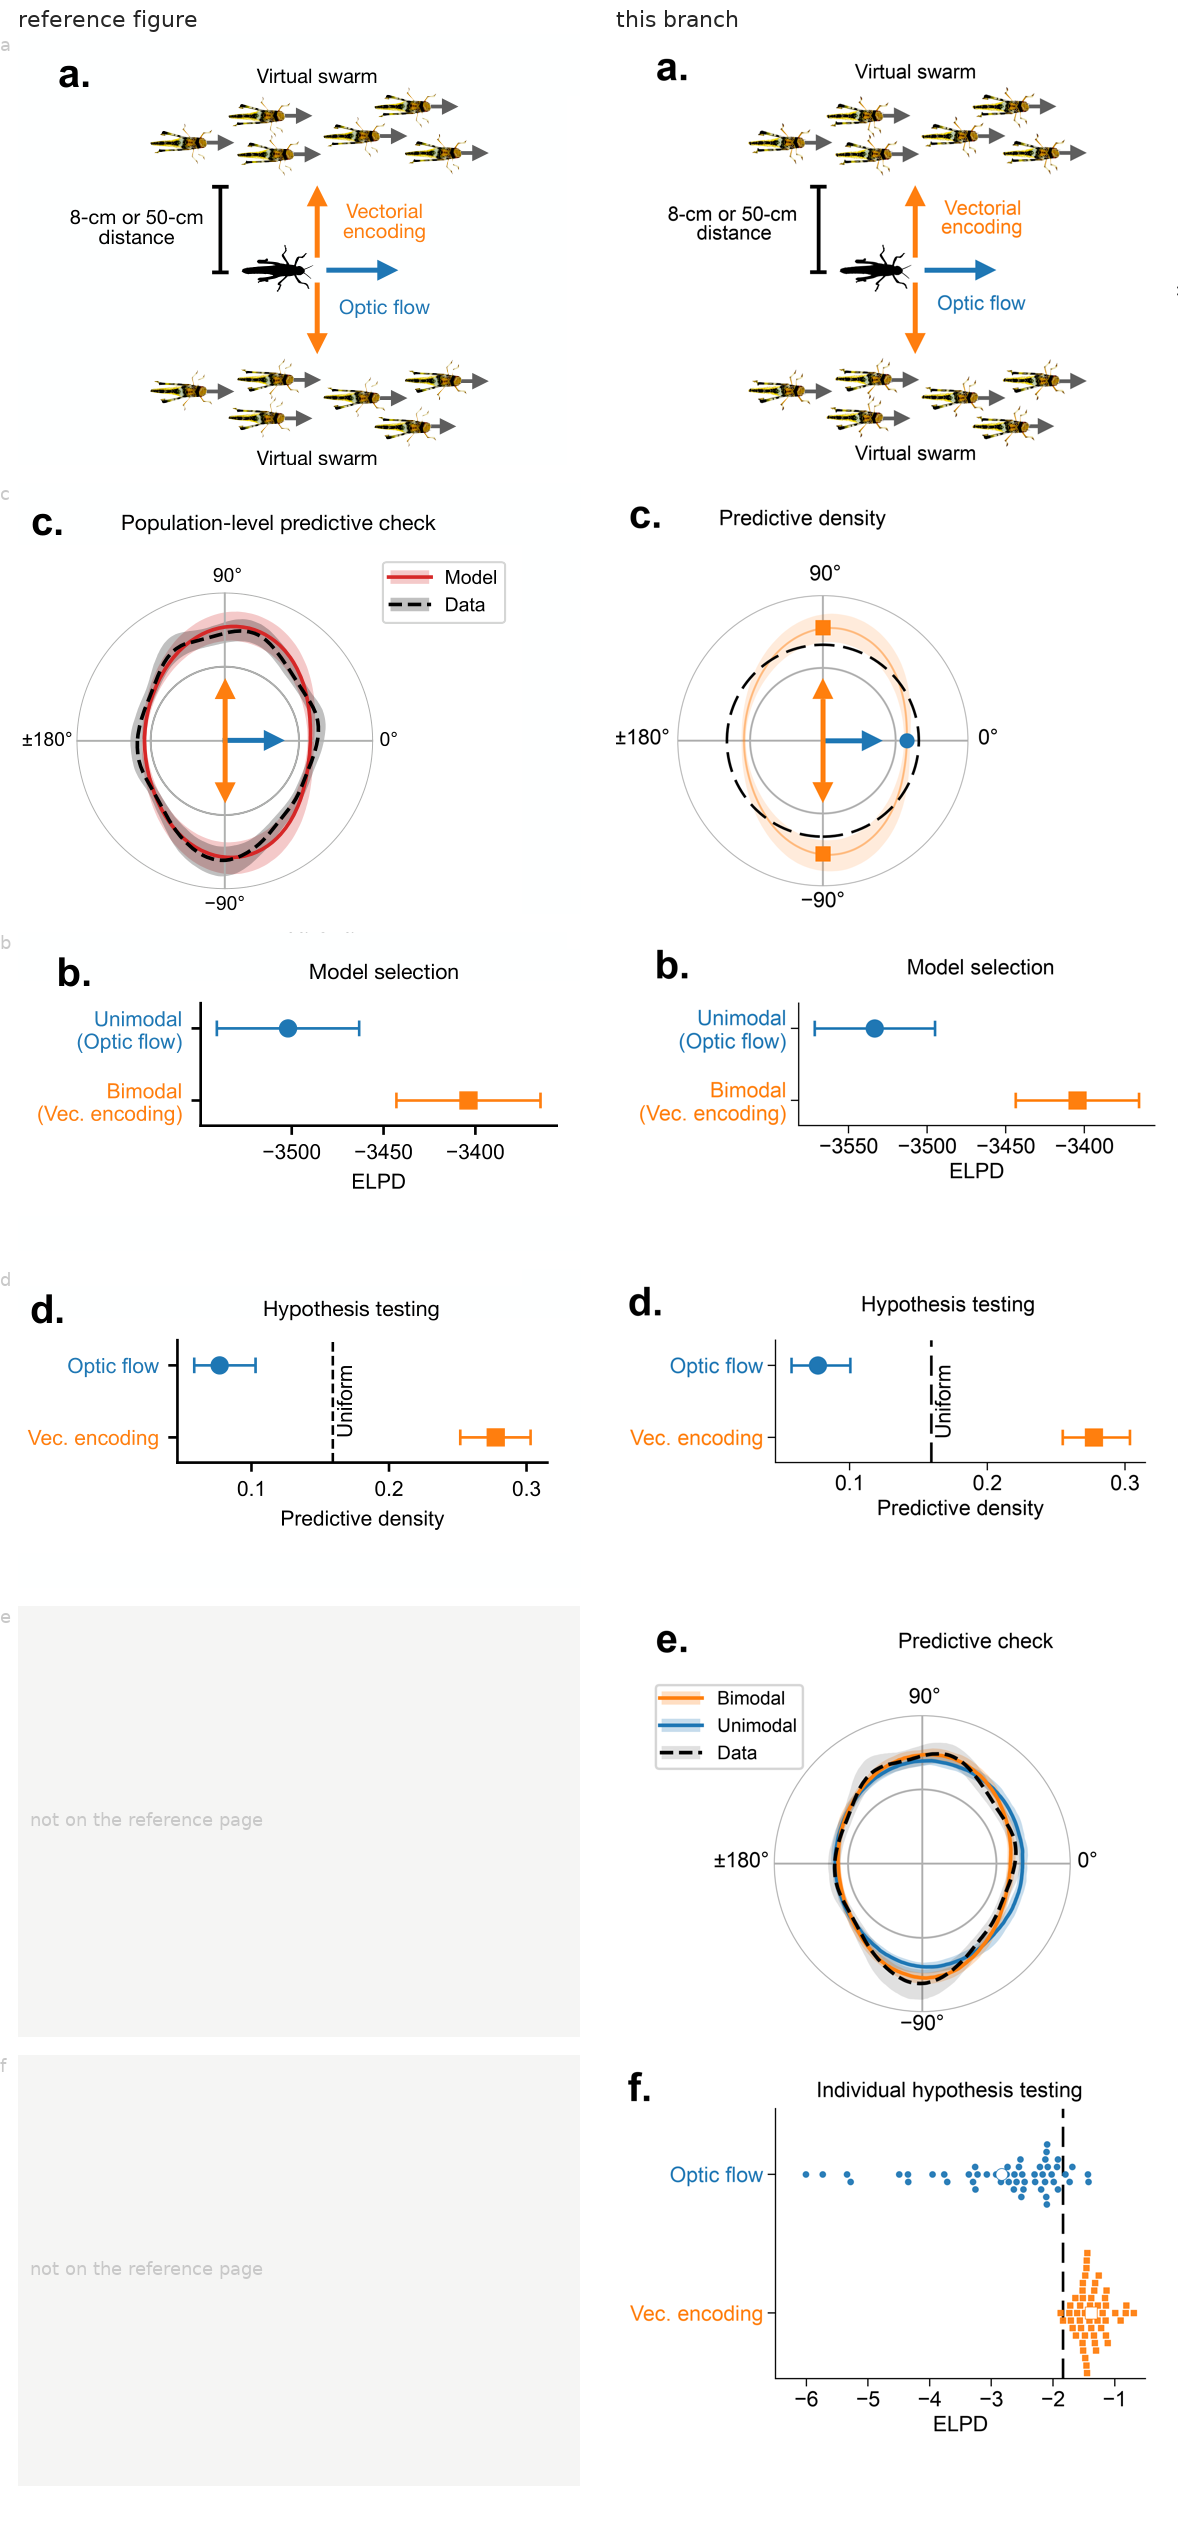 reference figure
this branch
a
a.
Virtual swarm
8-cm or 50-cm
distance
Vectorial
encoding
Optic flow
Virtual swarm
a.
Virtual swarm
8-cm or 50-cm
distance
Vectorial
encoding
Optic flow
Virtual swarm
c
c.
Population-level predictive check
Model
Data
90°
±180°
0°
−90°
c.
Predictive density
90°
±180°
0°
−90°
b
b.
Model selection
Unimodal
(Optic flow)
Bimodal
(Vec. encoding)
−3500
−3450
−3400
ELPD
b.
Model selection
Unimodal
(Optic flow)
Bimodal
(Vec. encoding)
−3550
−3500
−3450
−3400
ELPD
d
d.
Hypothesis testing
Optic flow
Uniform
Vec. encoding
0.1
0.2
0.3
Predictive density
d.
Hypothesis testing
Optic flow
Uniform
Vec. encoding
0.1
0.2
0.3
Predictive density
e
not on the reference page
e.
Predictive check
Bimodal
Unimodal
Data
90°
±180°
0°
−90°
f
not on the reference page
f.
Individual hypothesis testing
Optic flow
Vec. encoding
−6
−5
−4
−3
−2
−1
ELPD